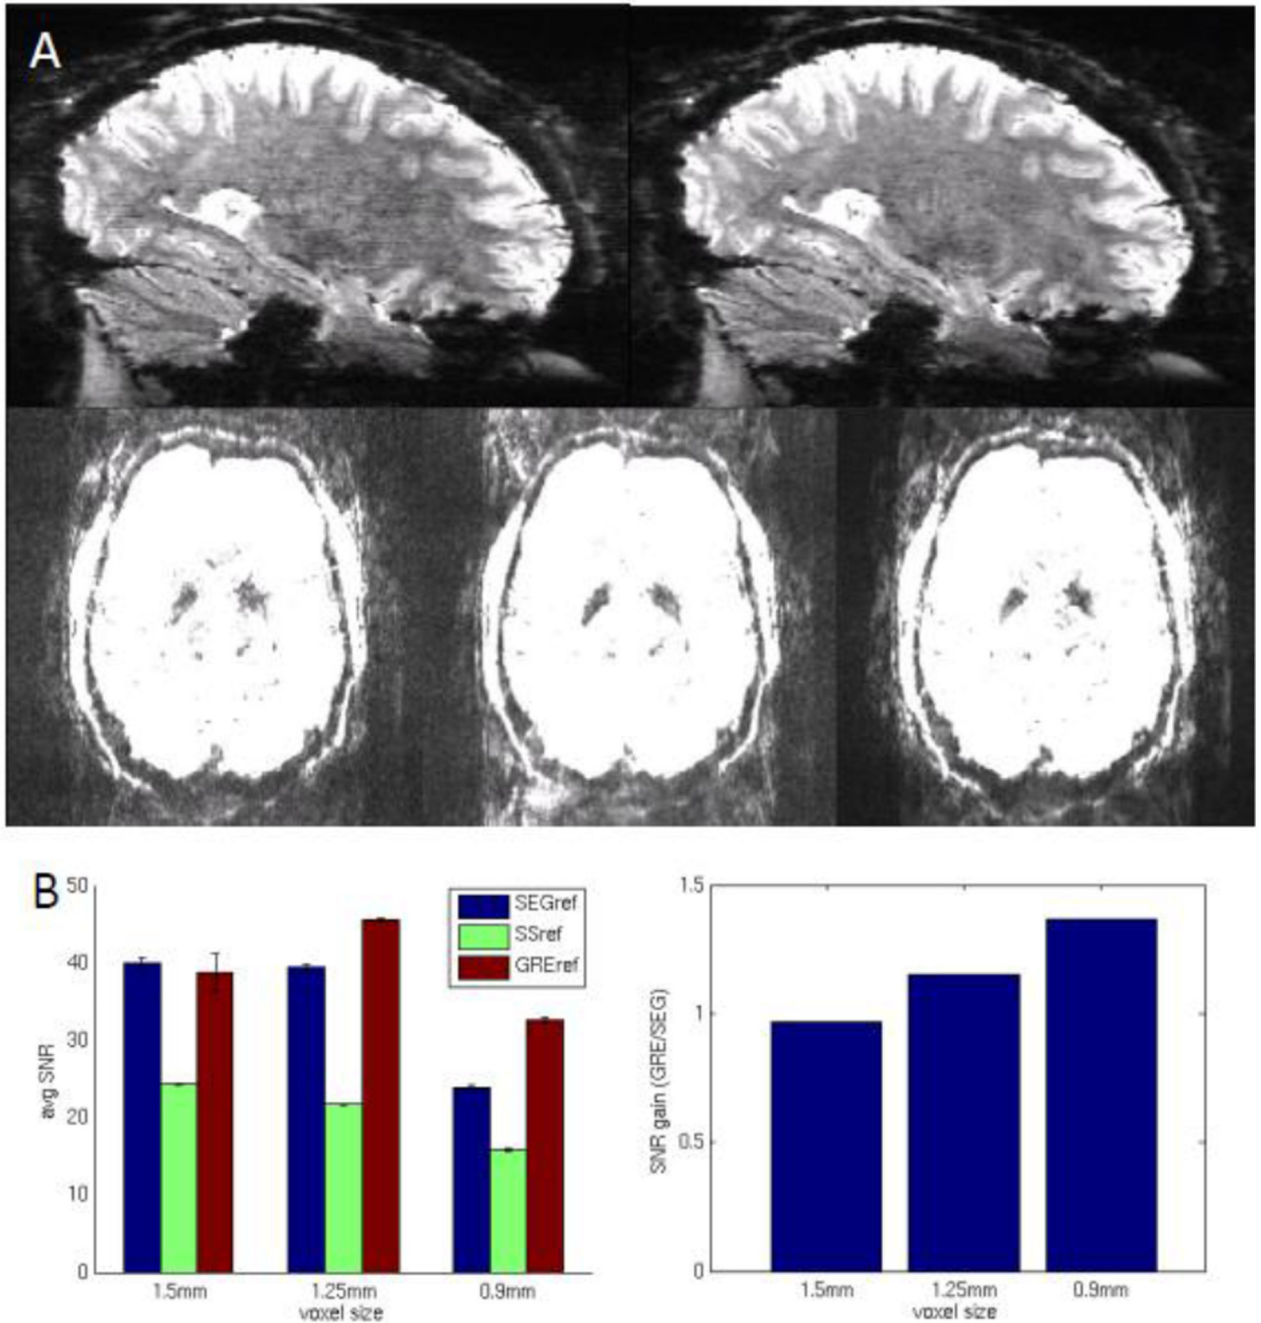 A
B
50
40
30
20
10
0
avg SNR
SEGref
SSref
GREref
1.5mm
1.25mm
0.9mm
voxel size
1.5
1
0.5
0
SNR gain (GRE/SEG)
1.5mm
1.25mm
0.9mm
voxel size